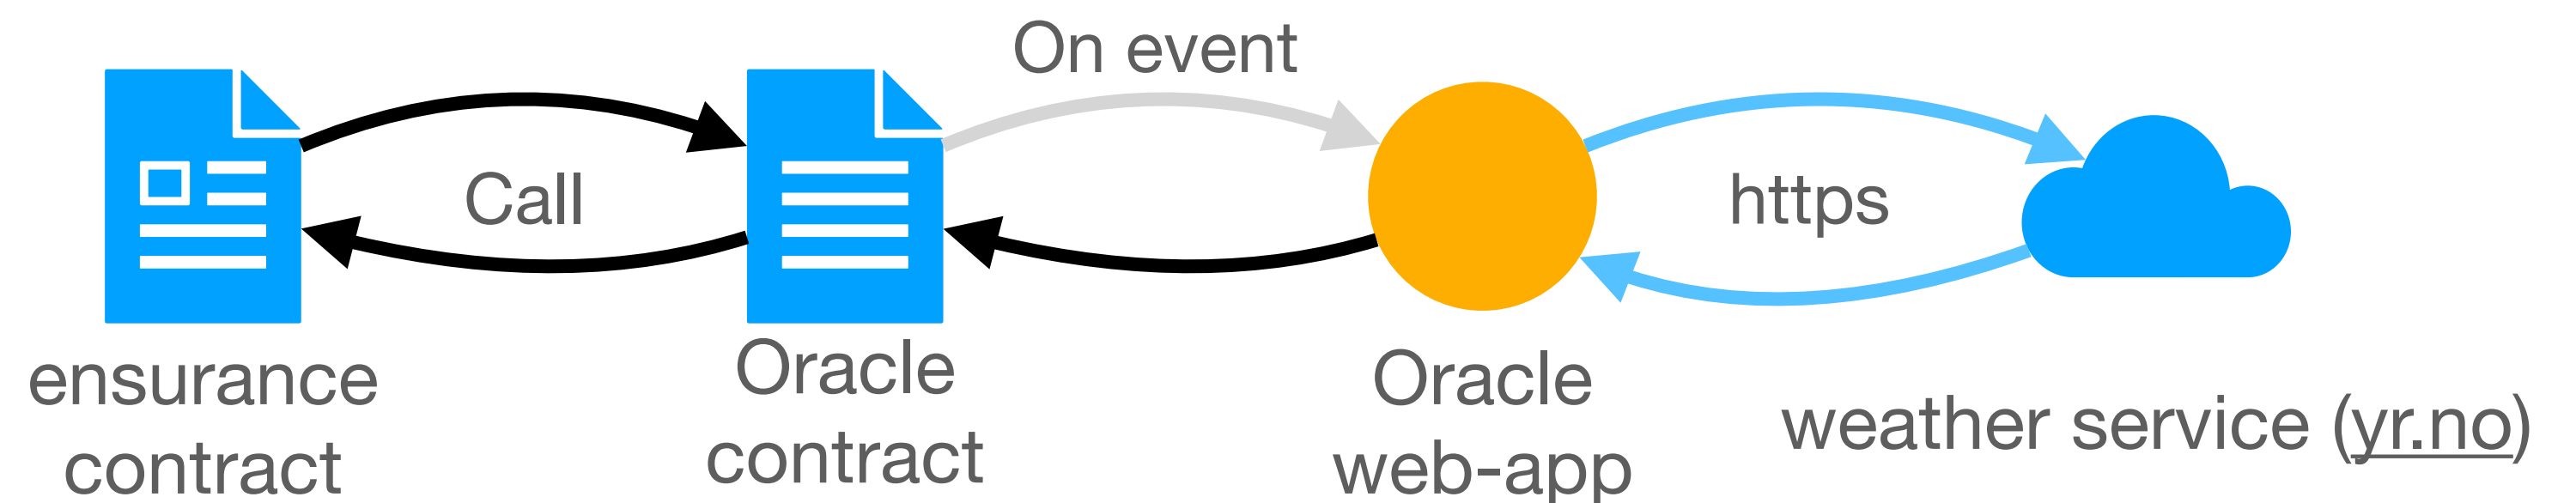 On event
Call
https
ensurance
contract
Oracle
contract
Oracle
web-app
weather service (yr.no)